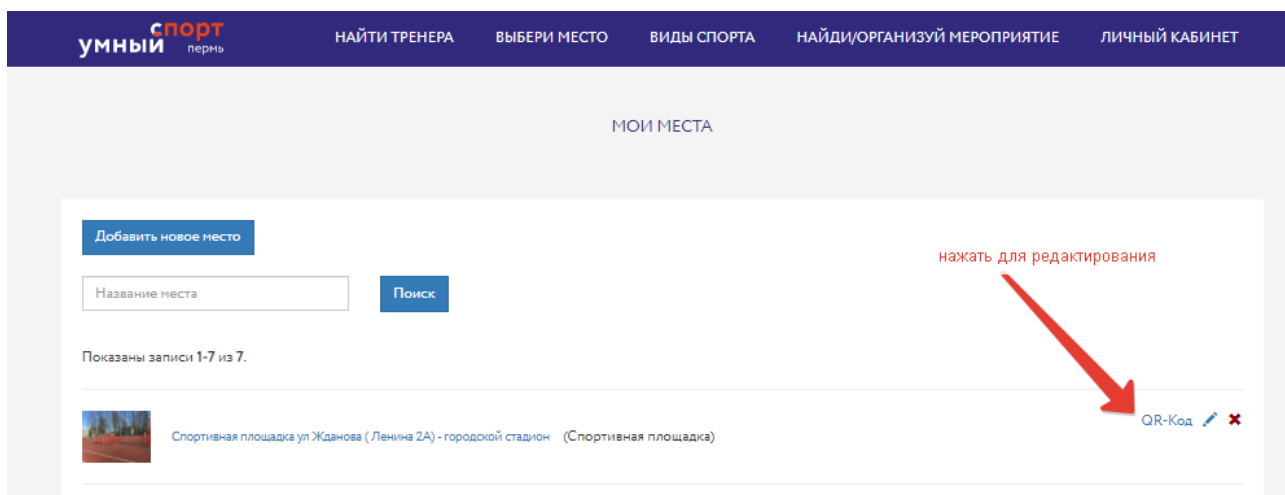 умный спорт пермь
НАЙТИ ТРЕНЕРА ВЫБЕРИ МЕСТО ВИДЫ СПОРТА НАЙДИ/ОРГАНИЗУЙ МЕРОПРИЯТИЕ ЛИЧНЫЙ КАБИНЕТ
МОИ МЕСТА
Добавить новое место
нажать для редактирования
Название места Поиск
Показаны записи 1-7 из 7.
QR-Код
Спортивная площадка ул Жданова ( Ленина 2А) - городской стадион (Спортивная площадка)